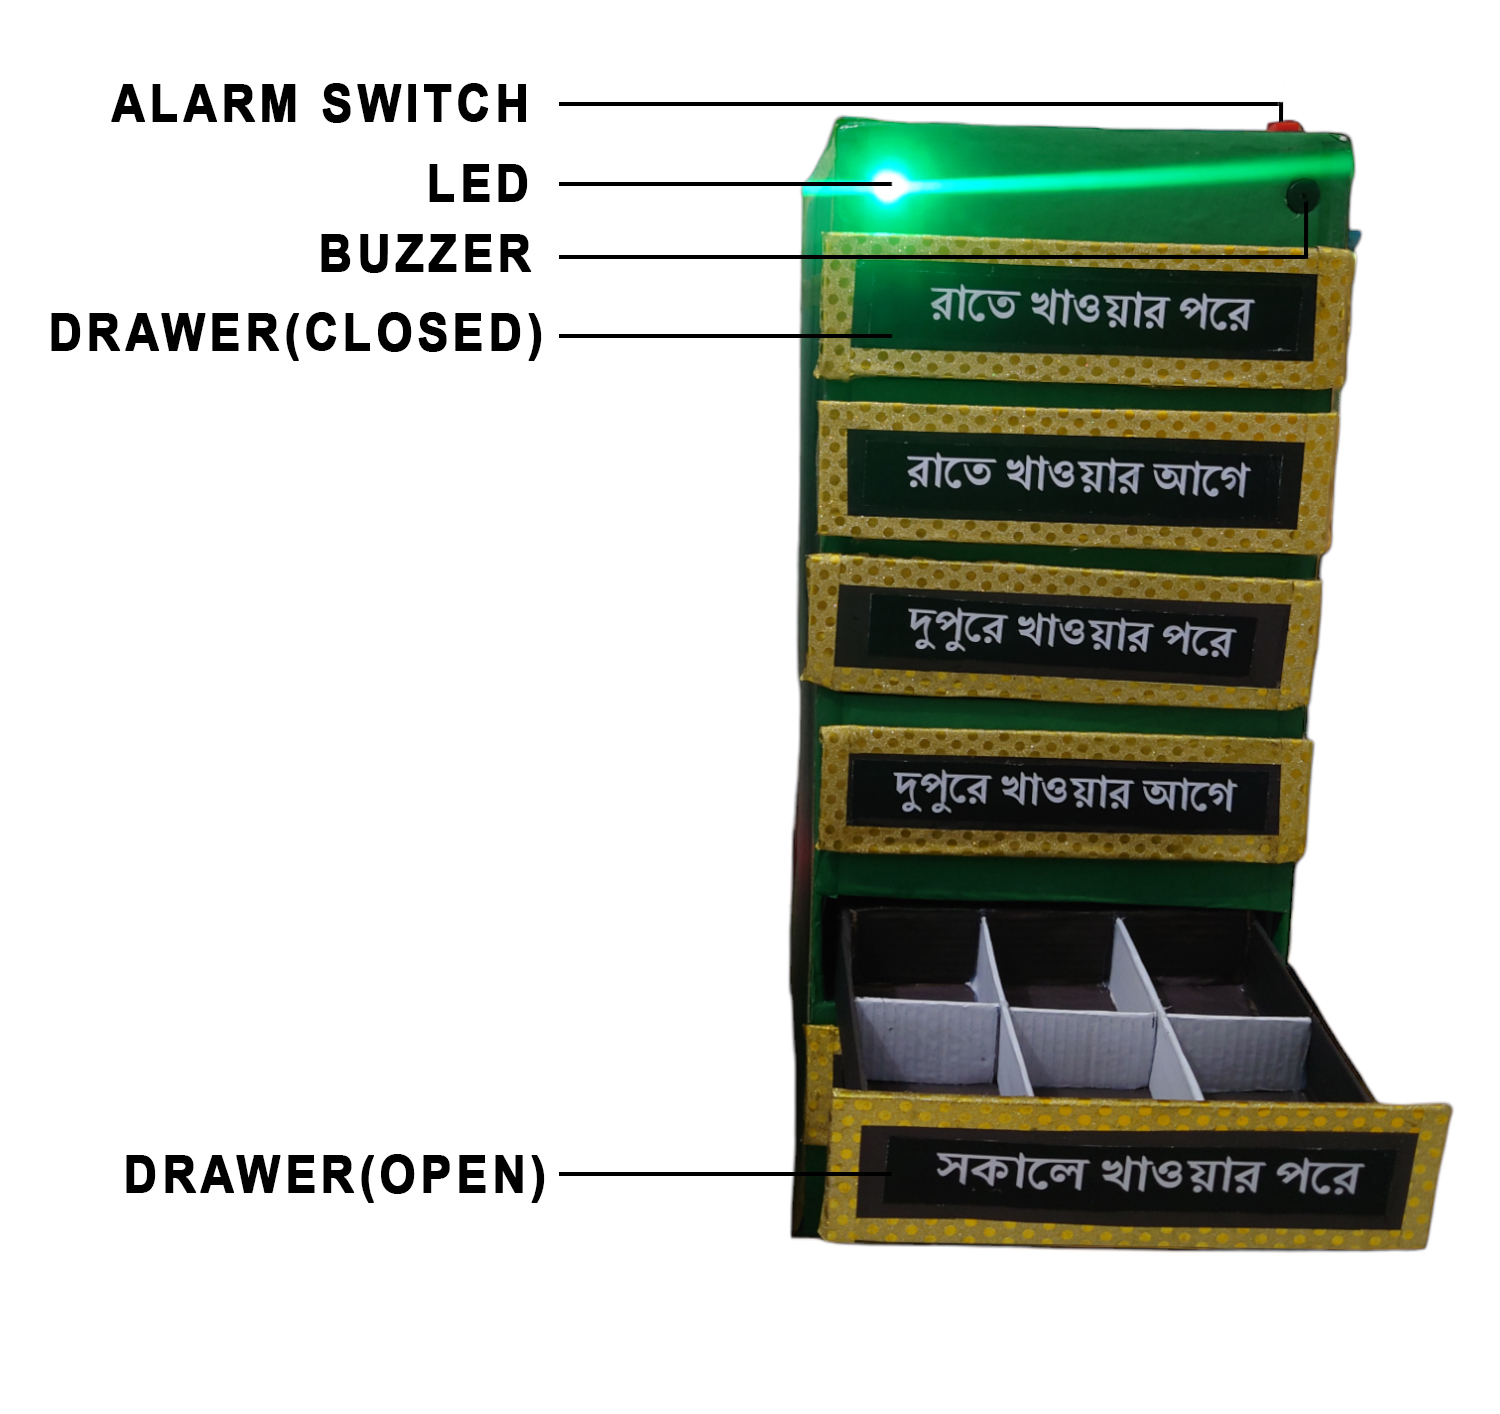 ALARM SWITCH
LED
BUZZER
DRAWER(CLOSED)
রাতে খাওয়ার পরে
রাতে খাওয়ার আগে
দুপুরে খাওয়ার পরে
দুপুরে খাওয়ার আগে
DRAWER(OPEN)
সকালে খাওয়ার পরে